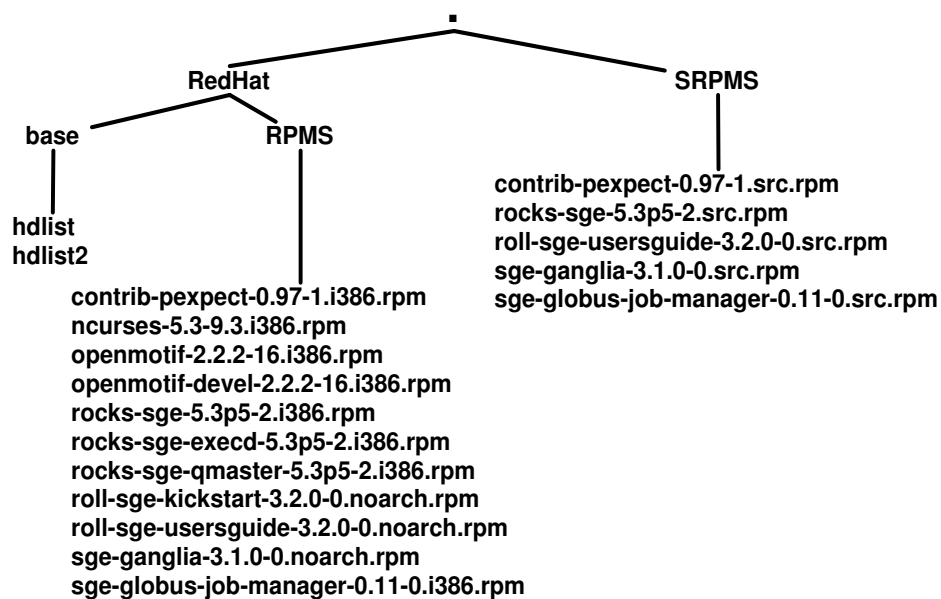 .
RedHat
SRPMS
base
RPMS
hdlist
hdlist2
contrib-pexpect-0.97-1.i386.rpm
ncurses-5.3-9.3.i386.rpm
openmotif-2.2.2-16.i386.rpm
openmotif-devel-2.2.2-16.i386.rpm
rocks-sge-5.3p5-2.i386.rpm
rocks-sge-execd-5.3p5-2.i386.rpm
rocks-sge-qmaster-5.3p5-2.i386.rpm
roll-sge-kickstart-3.2.0-0.noarch.rpm
roll-sge-usersguide-3.2.0-0.noarch.rpm
sge-ganglia-3.1.0-0.noarch.rpm
sge-globus-job-manager-0.11-0.i386.rpm
contrib-pexpect-0.97-1.src.rpm
rocks-sge-5.3p5-2.src.rpm
roll-sge-usersguide-3.2.0-0.src.rpm
sge-ganglia-3.1.0-0.src.rpm
sge-globus-job-manager-0.11-0.src.rpm